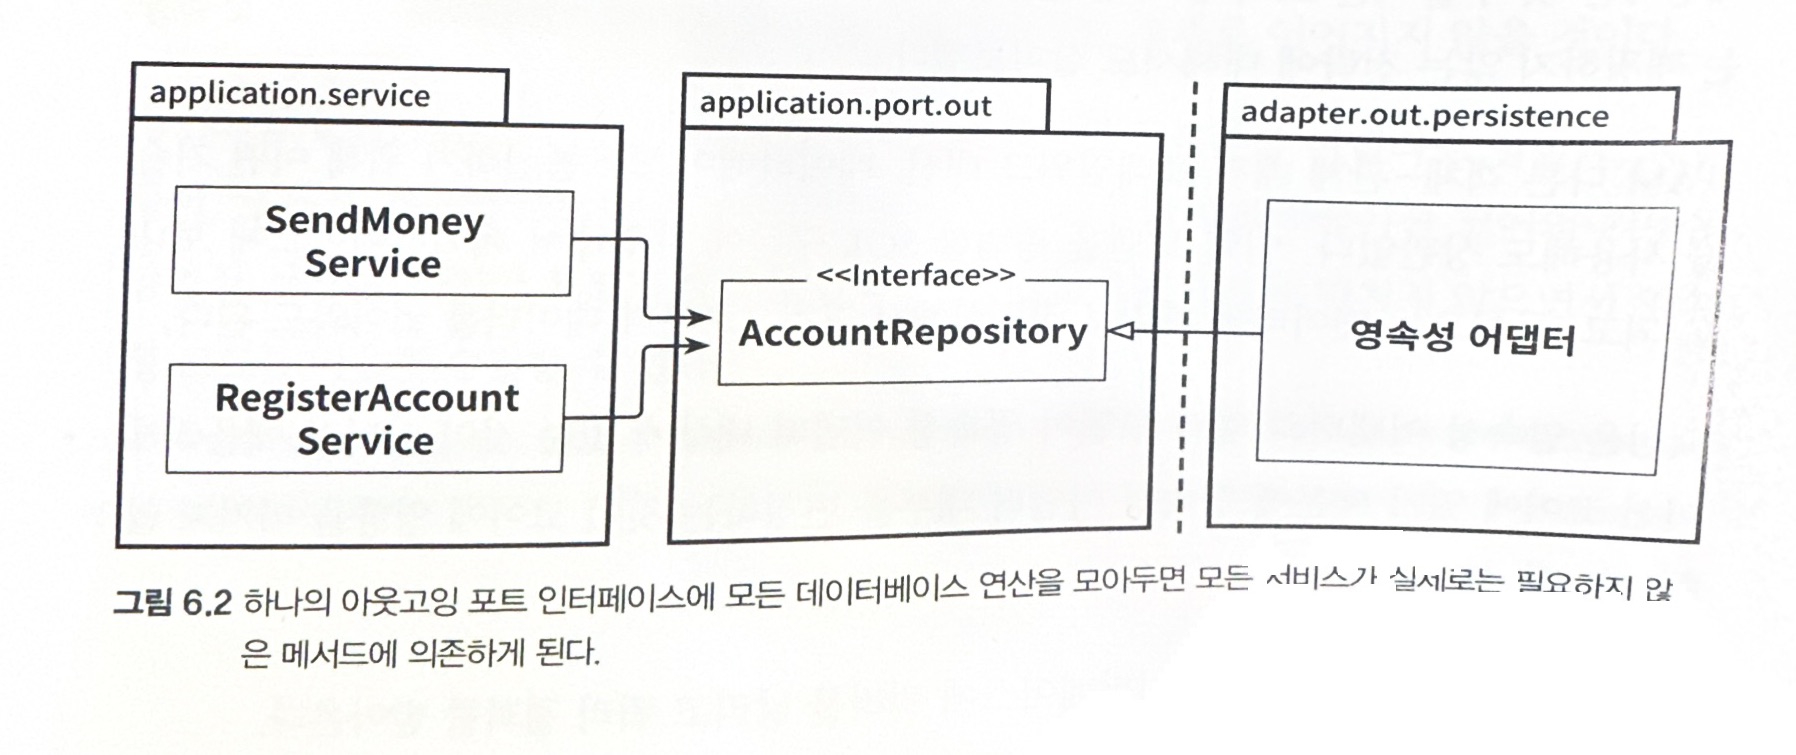 application.service
application.port.out
adapter.out.persistence
SendMoney
Service
<<Interface>>
AccountRepository
영속성 어댑터
RegisterAccount
Service
그림 6.2 하나의 아웃고잉 포트 인터페이스에 모든 데이터베이스 연산을 모아두면 모든 서비스가 실제로는 필요하지 않
은 메서드에 의존하게 된다.